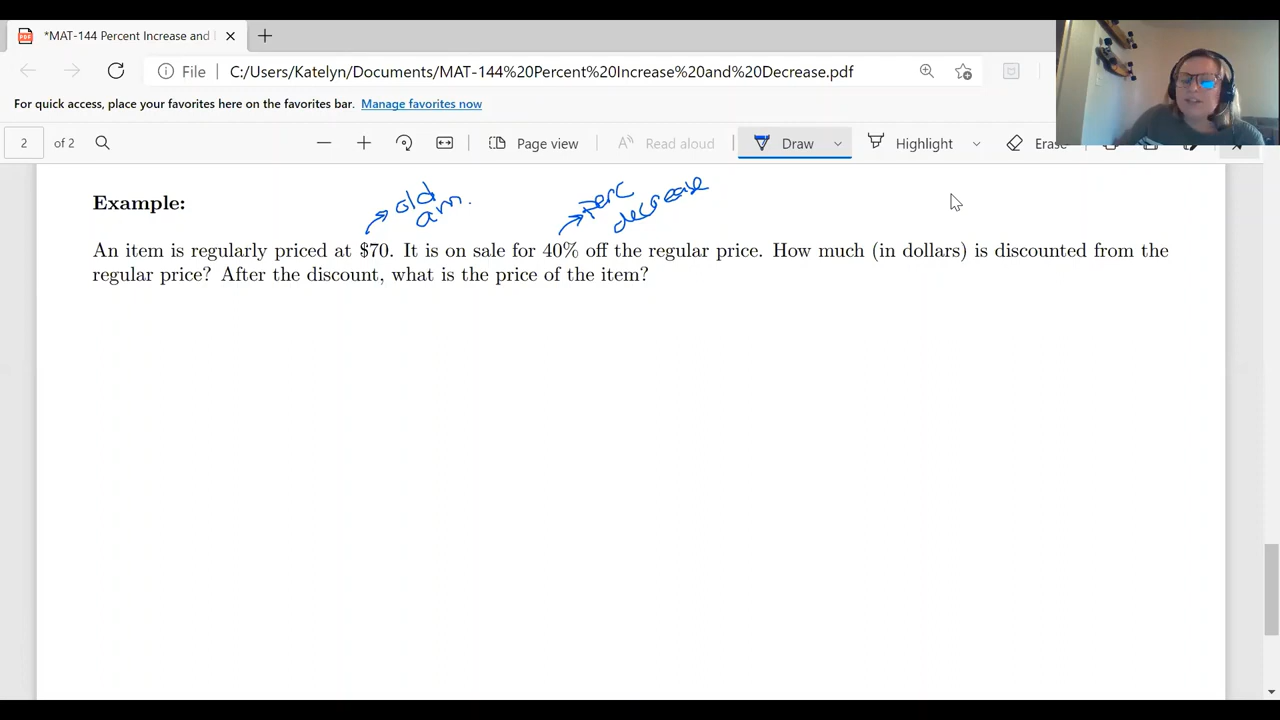 *MAT-144 Percent Increase and
File
C:/Users/Katelyn/Documents/MAT-144%20Percent%20Increase%20and%20Decrease.pdf
For quick access, place your favorites here on the favorites bar. Manage favorites now
2 of 2
Page view
Read aloud
Draw
Highlight
Erase
old
am.
Perc
decrease
Example:
An item is regularly priced at $70. It is on sale for 40% off the regular price. How much (in dollars) is discounted from the
regular price? After the discount, what is the price of the item?